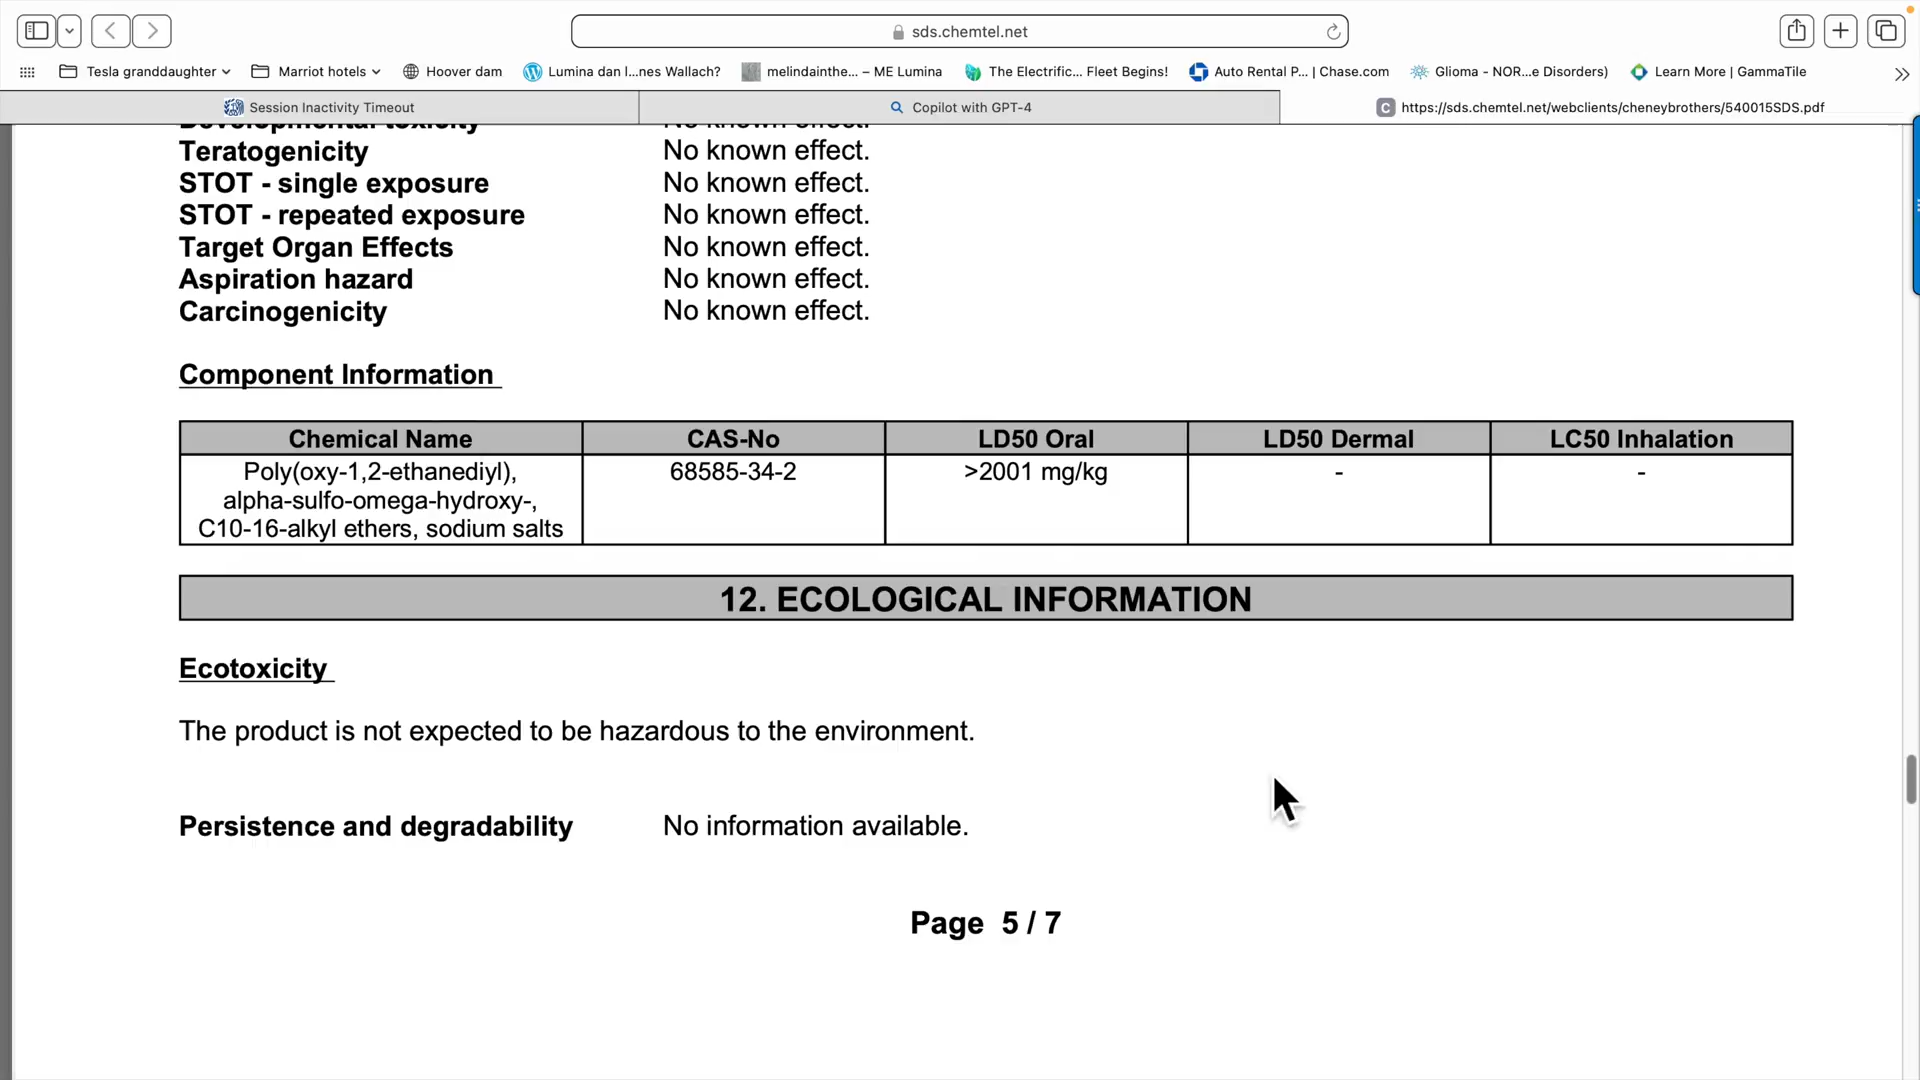 sds.chemtel.net
Tesla granddaughter
Marriot hotels
Hoover dam
Lumina dan l...nes Wallach?
melindainthe... – ME Lumina
The Electrific... Fleet Begins!
Auto Rental P... | Chase.com
Glioma - NOR...e Disorders)
Learn More | GammaTile
Session Inactivity Timeout
Copilot with GPT-4
C https://sds.chemtel.net/webclients/cheneybrothers/540015SDS.pdf
Developmental toxicity No known effect.
Teratogenicity No known effect.
STOT - single exposure No known effect.
STOT - repeated exposure No known effect.
Target Organ Effects No known effect.
Aspiration hazard No known effect.
Carcinogenicity No known effect.
Component Information
Chemical Name CAS-No LD50 Oral LD50 Dermal LC50 Inhalation
Poly(oxy-1,2-ethanediyl), 68585-34-2 >2001 mg/kg - -
alpha-sulfo-omega-hydroxy-,
C10-16-alkyl ethers, sodium salts
12. ECOLOGICAL INFORMATION
Ecotoxicity
The product is not expected to be hazardous to the environment.
Persistence and degradability No information available.
Page 5 / 7